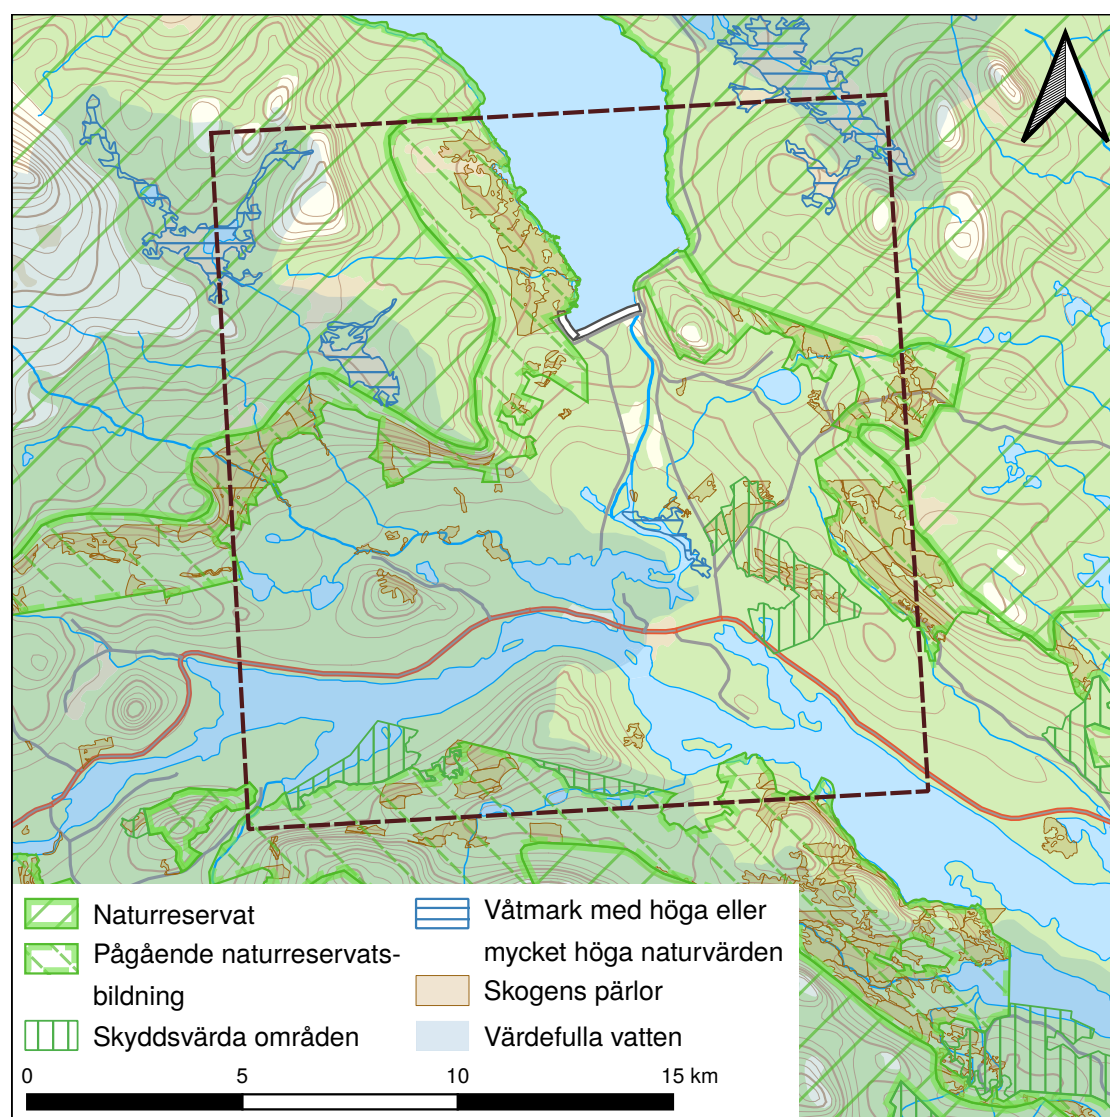 Naturreservat
Pågående naturreservats-
bildning
Skyddsvärda områden
Våtmark med höga eller
mycket höga naturvärden
Skogens pärlor
Värdefulla vatten
0 5 10 15 km